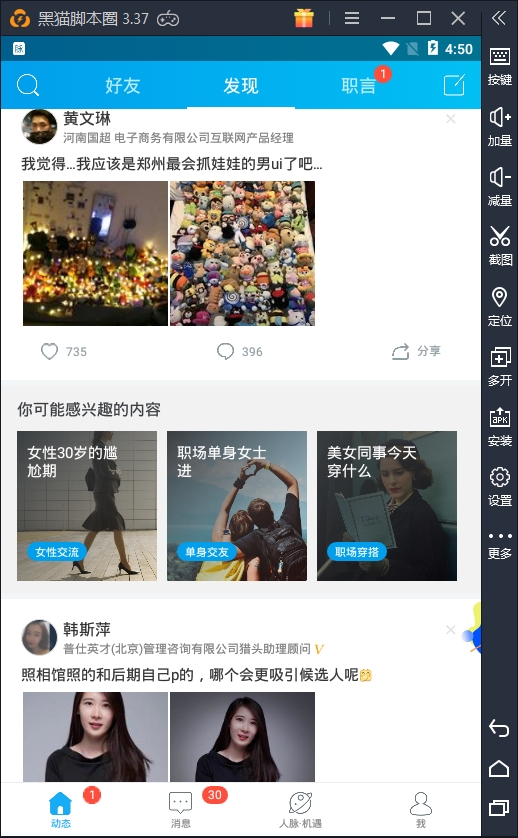 黑猫脚本圈 3.37
脉
4:50
好友
发现
职言
1
黄文琳
河南国超 电子商务有限公司互联网产品经理
我觉得…我应该是郑州最会抓娃娃的男ui了吧…
735
396
分享
你可能感兴趣的内容
女性30岁的尴
尬期
女性交流
职场单身女士
进
单身交友
美女同事今天
穿什么
职场穿搭
韩斯萍
普仕英才(北京)管理咨询有限公司猎头助理顾问 V
照相馆照的和后期自己p的，哪个会更吸引候选人呢
动态
1
消息
30
人脉·机遇
我
按键
加量
减量
截图
定位
多开
APK
安装
设置
更多